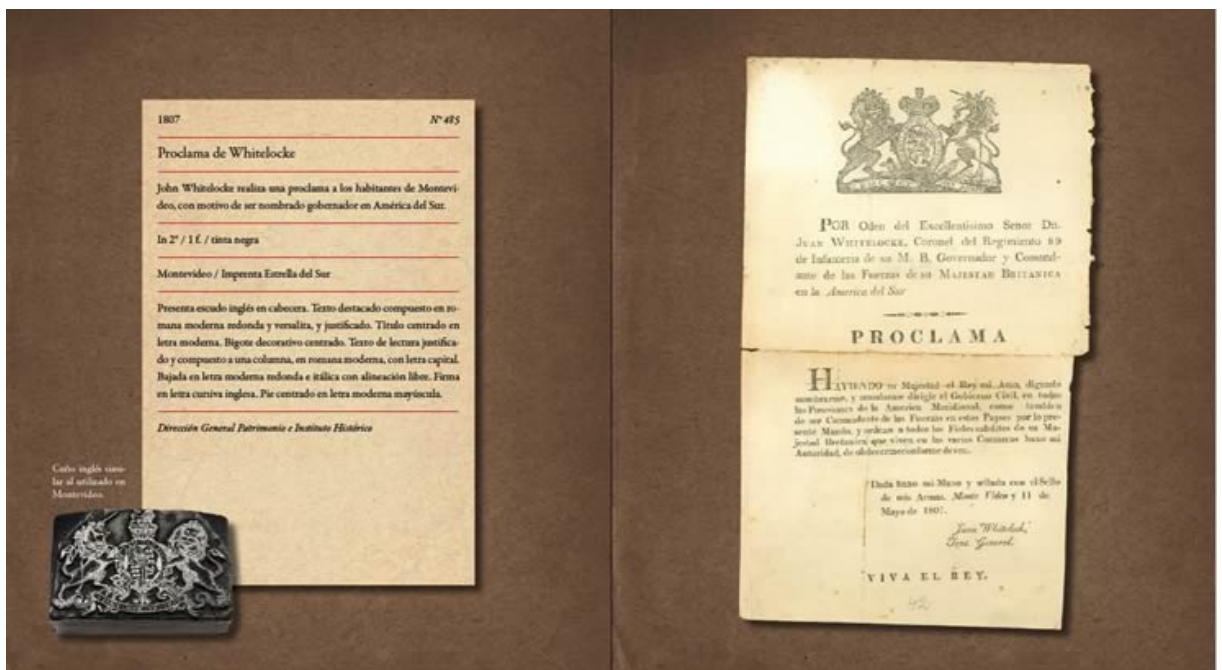 1807 Nº 485
Proclama de Whitelocke
John Whitelocke realiza una proclama a los habitantes de Montevi-
deo, con motivo de ser nombrado gobernador en América del Sur.
In 2º / 1 f. / tinta negra
Montevideo / Imprenta Estrella del Sur
Presenta escudo inglés en cabecera. Texto destacado compuesto en ro-
mana moderna redonda y versalita, y justificado. Título centrado en
letra moderna. Bigote decorativo centrado. Texto de lectura justifica-
do y compuesto a una columna, en romana moderna, con letra capital.
Bajada en letra moderna redonda e itálica con alineación libre. Firma
en letra cursiva inglesa. Pie centrado en letra moderna mayúscula.
Dirección General Patrimonio e Instituto Histórico
Cuño inglés simi-
lar al utilizado en
Montevideo.
POR Oden del Excellentisimo Senor Dn.
JUAN WHITELOCKE, Coronel del Regimiento 89
de Infanteria de su M. B. Governador y Comand-
ante de las Fuerzas de su MAJESTAD BRITANICA
en la America del Sur
PROCLAMA
HAVIENDO su Majestad el Rey mi Amo, dignado
nombrarme, y mandarme dirigir el Gobierno Civil, en todas
las Posesiones de la America Meridional, como tambien
de ser Comandante de las Fuerzas en estos Payses por lo pre-
sente Mando, y ordeno a todos los Fieles subditos de su Ma-
jestad Britanica que viven en las varias Comarcas baxo mi
Autoridad, de
Dada baxo mi Mano y sellada con el Sello
de mis Armas. Monte Video y 11 de
Mayo de 1807.
Juan Whitelock,
Tent. General.
VIVA EL REY.
42